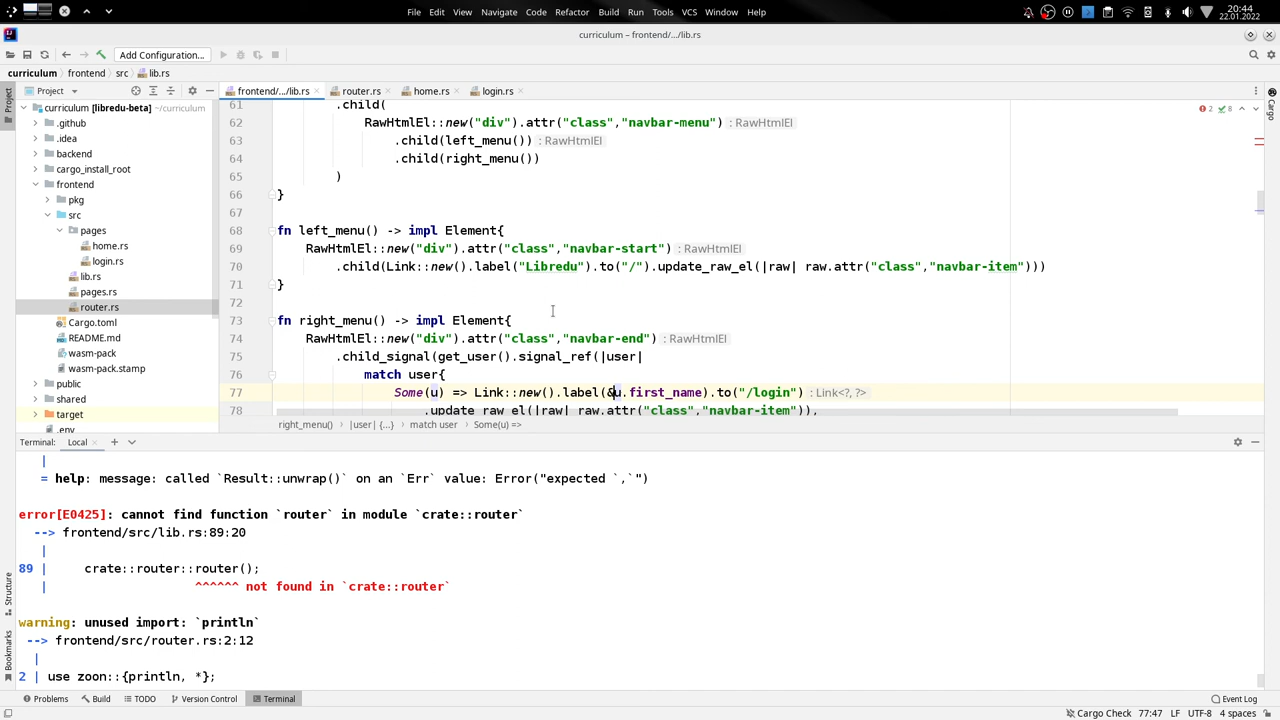 File Edit View Navigate Code Refactor Build Run Tools VCS Window Help
20:44
22.01.2022
curriculum – frontend/.../lib.rs
Add Configuration...
curriculum frontend src lib.rs
Project
frontend/.../lib.rs router.rs home.rs login.rs
curriculum [libredu-beta] ~/curriculum
.github
.idea
backend
cargo_install_root
frontend
pkg
src
pages
home.rs
login.rs
lib.rs
pages.rs
router.rs
Cargo.toml
README.md
wasm-pack
wasm-pack.stamp
public
shared
target
.env
Project
Structure
Bookmarks
Cargo
2 8
61 .child(
62 RawHtmlEl::new("div").attr("class","navbar-menu") : RawHtmlEl
63 .child(left_menu()) : RawHtmlEl
64 .child(right_menu())
65 )
66 }
67
68 fn left_menu() -> impl Element{
69 RawHtmlEl::new("div").attr("class","navbar-start") : RawHtmlEl
70 .child(Link::new().label("Libredu").to("/").update_raw_el(|raw| raw.attr("class","navbar-item")))
71 }
72
73 fn right_menu() -> impl Element{
74 RawHtmlEl::new("div").attr("class","navbar-end") : RawHtmlEl
75 .child_signal(get_user().signal_ref(|user|
76 match user{
77 Some(u) => Link::new().label(&u.first_name).to("/login") : Link<?, ?>
78 .update_raw_el(|raw| raw.attr("class","navbar-item")),
right_menu() |user| {...} match user Some(u) =>
Terminal: Local
|
= help: message: called `Result::unwrap()` on an `Err` value: Error("expected `,`")
error[E0425]: cannot find function `router` in module `crate::router`
--> frontend/src/lib.rs:89:20
|
89 | crate::router::router();
| ^^^^^^ not found in `crate::router`
warning: unused import: `println`
--> frontend/src/router.rs:2:12
|
2 | use zoon::{println, *};
Problems Build TODO Version Control Terminal Event Log
Cargo Check 77:47 LF UTF-8 4 spaces